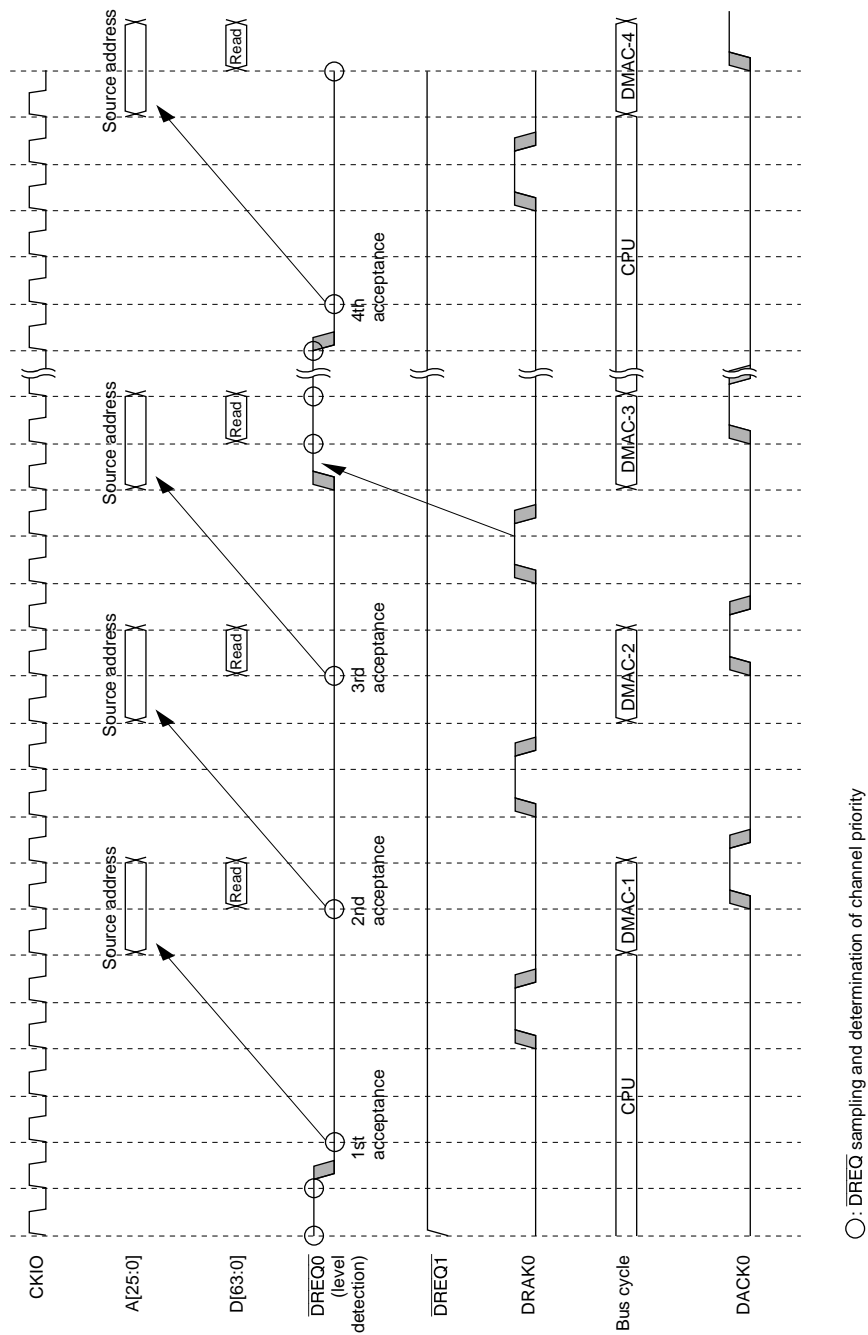 CKIO
A[25:0]
Source address
Source address
Source address
Source address
D[63:0]
Read
Read
Read
Read
DREQ0
(level
detection)
1st
acceptance
2nd
acceptance
3rd
acceptance
4th
acceptance
DREQ1
DRAK0
Bus cycle
CPU
DMAC-1
DMAC-2
DMAC-3
CPU
DMAC-4
DACK0
: DREQ sampling and determination of channel priority